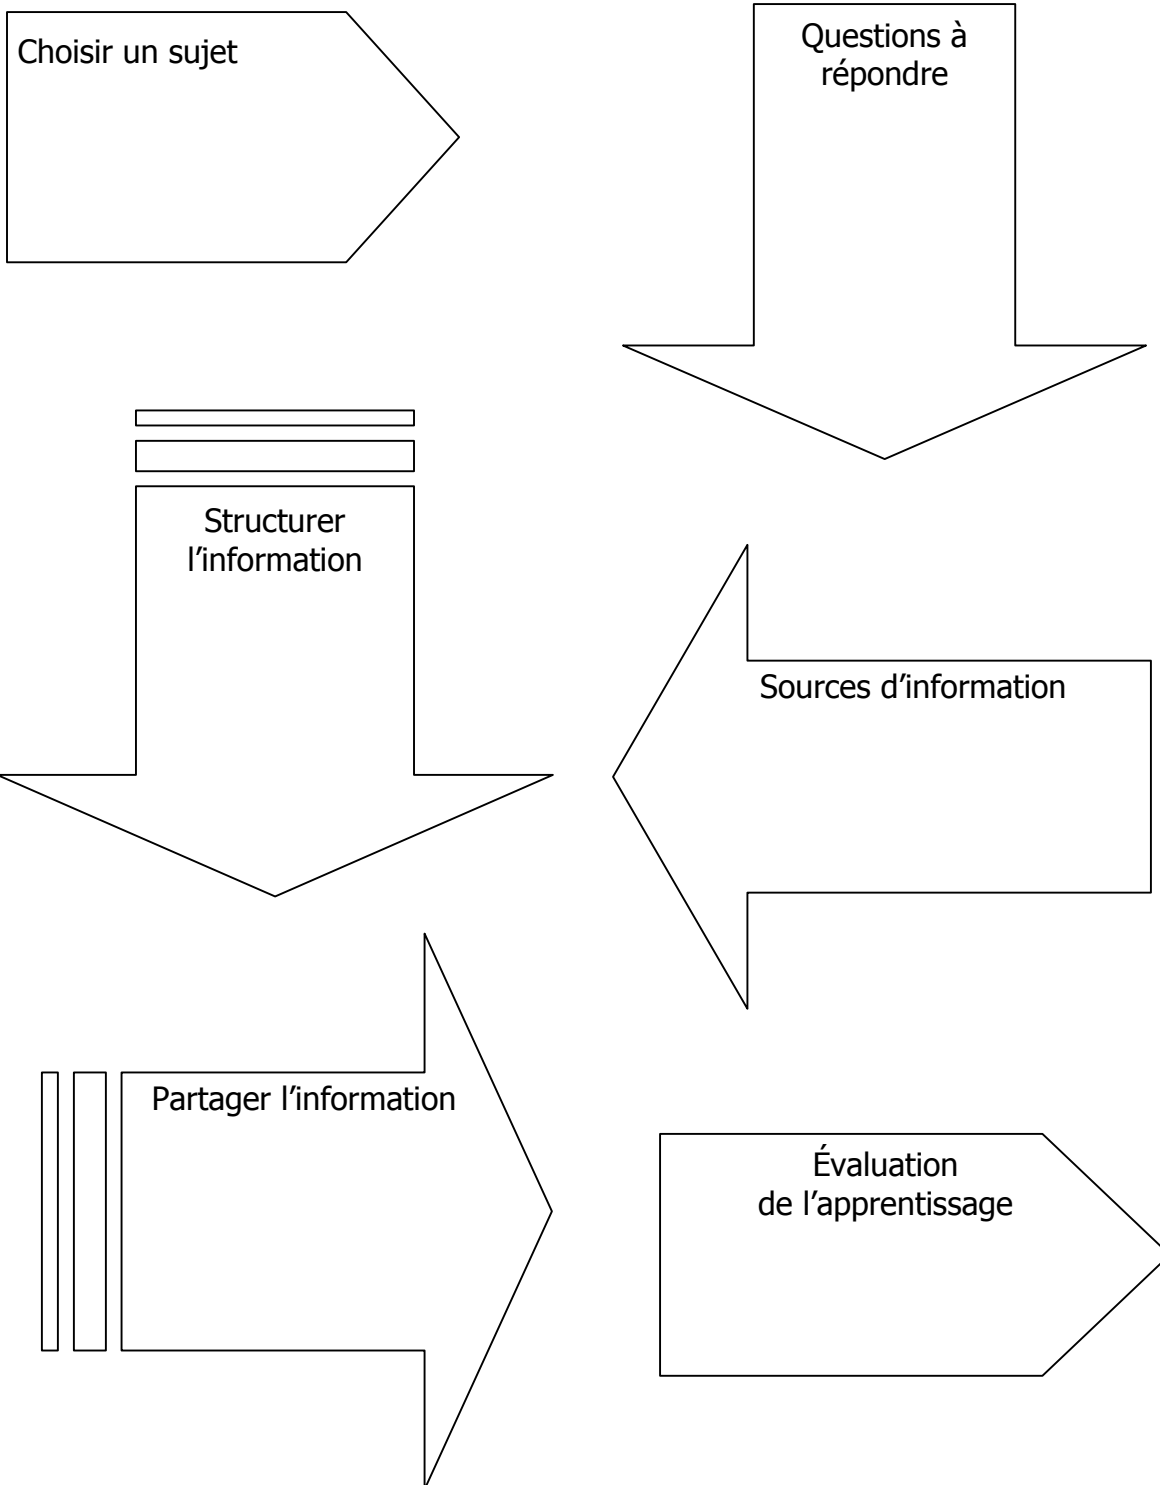 Choisir un sujet
Questions à
répondre
Structurer
l’information
Sources d’information
Partager l’information
Évaluation
de l’apprentissage